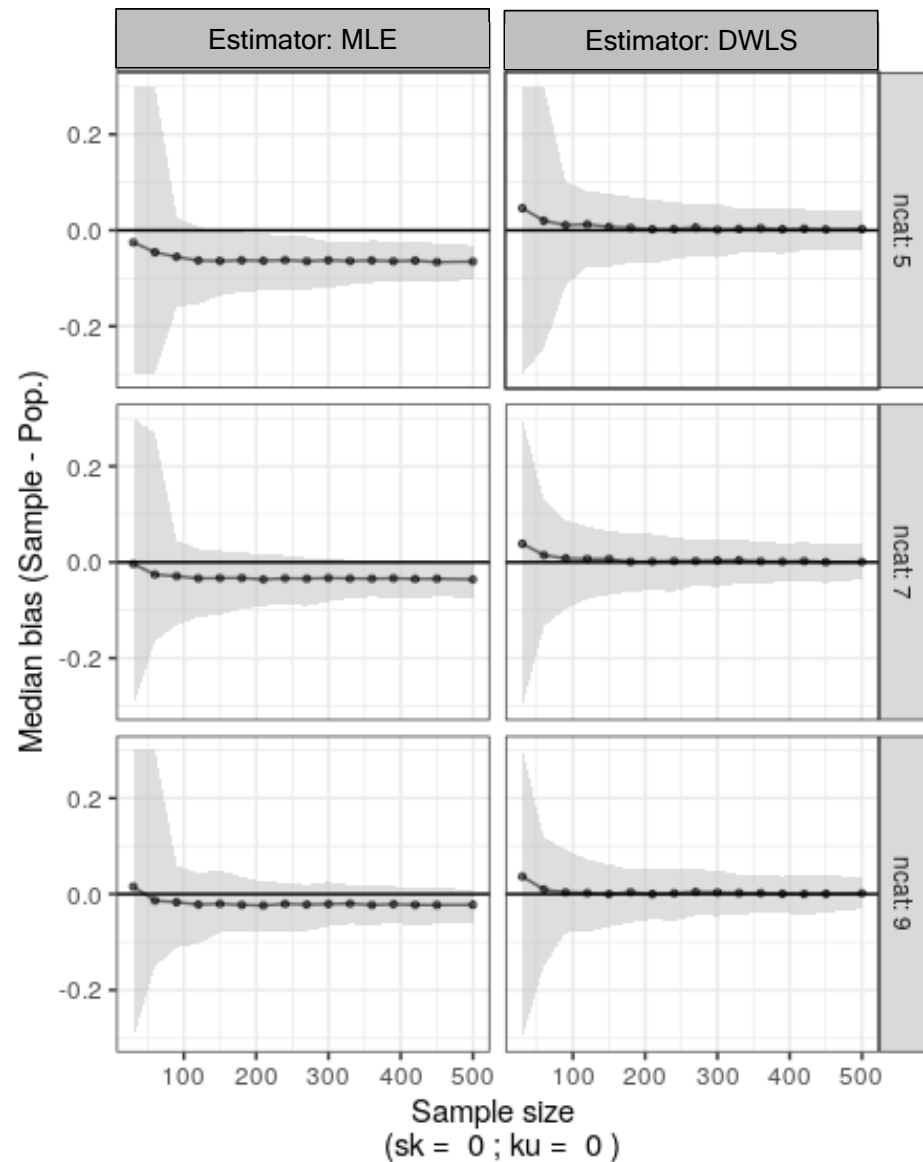 Estimator: MLE
Estimator: DWLS
0.2
0.0
-0.2
ncat: 5
0.2
0.0
-0.2
ncat: 7
0.2
0.0
-0.2
ncat: 9
Median bias (Sample - Pop.)
100 200 300 400 500
100 200 300 400 500
Sample size
(sk = 0 ; ku = 0 )